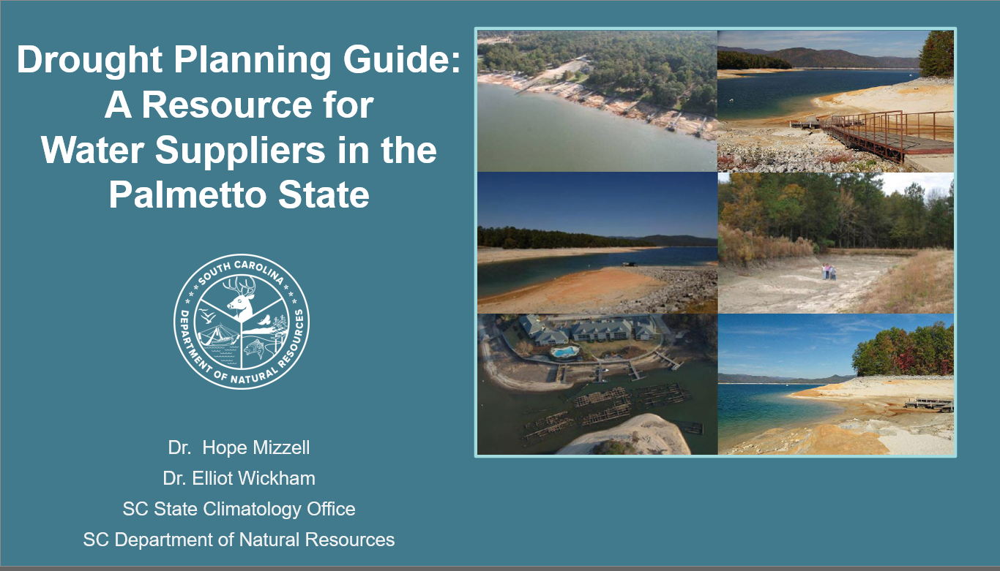 Drought Planning Guide:
A Resource for
Water Suppliers in the
Palmetto State
SOUTH CAROLINA
DEPARTMENT OF NATURAL RESOURCES
Dr.  Hope Mizzell
Dr. Elliot Wickham
SC State Climatology Office
SC Department of Natural Resources